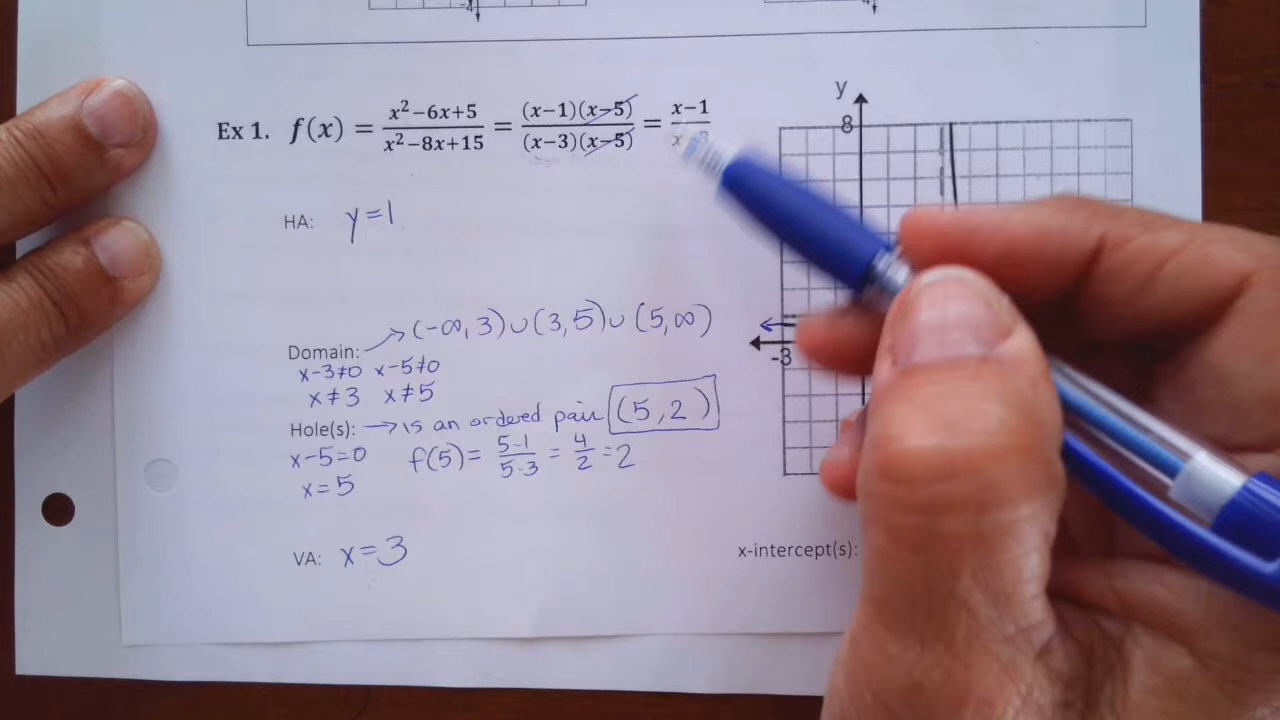 Ex 1. f(x) = x²−6x+5 / x²−8x+15 = (x−1)(x−5) / (x−3)(x−5) = x−1 / x−3
y
8
HA: y=1
-3
Domain: → (-∞, 3) ∪ (3, 5) ∪ (5, ∞)
x-3≠0 x-5≠0
x≠3 x≠5
Hole(s): → is an ordered pair (5, 2)
x-5=0 f(5) = 5-1 / 5-3 = 4/2 = 2
x=5
VA: x=3
x-intercept(s):